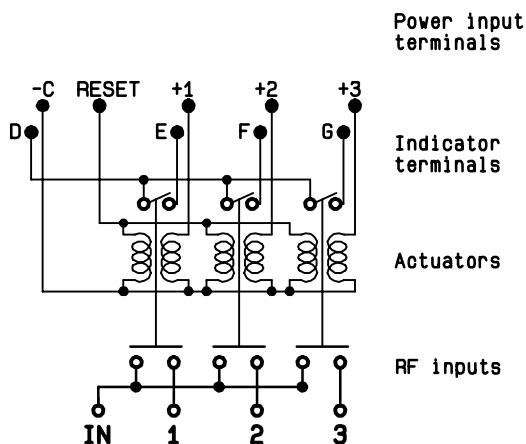 Power input
terminals
-C RESET +1 +2 +3
D E F G
Indicator
terminals
Actuators
RF inputs
IN 1 2 3